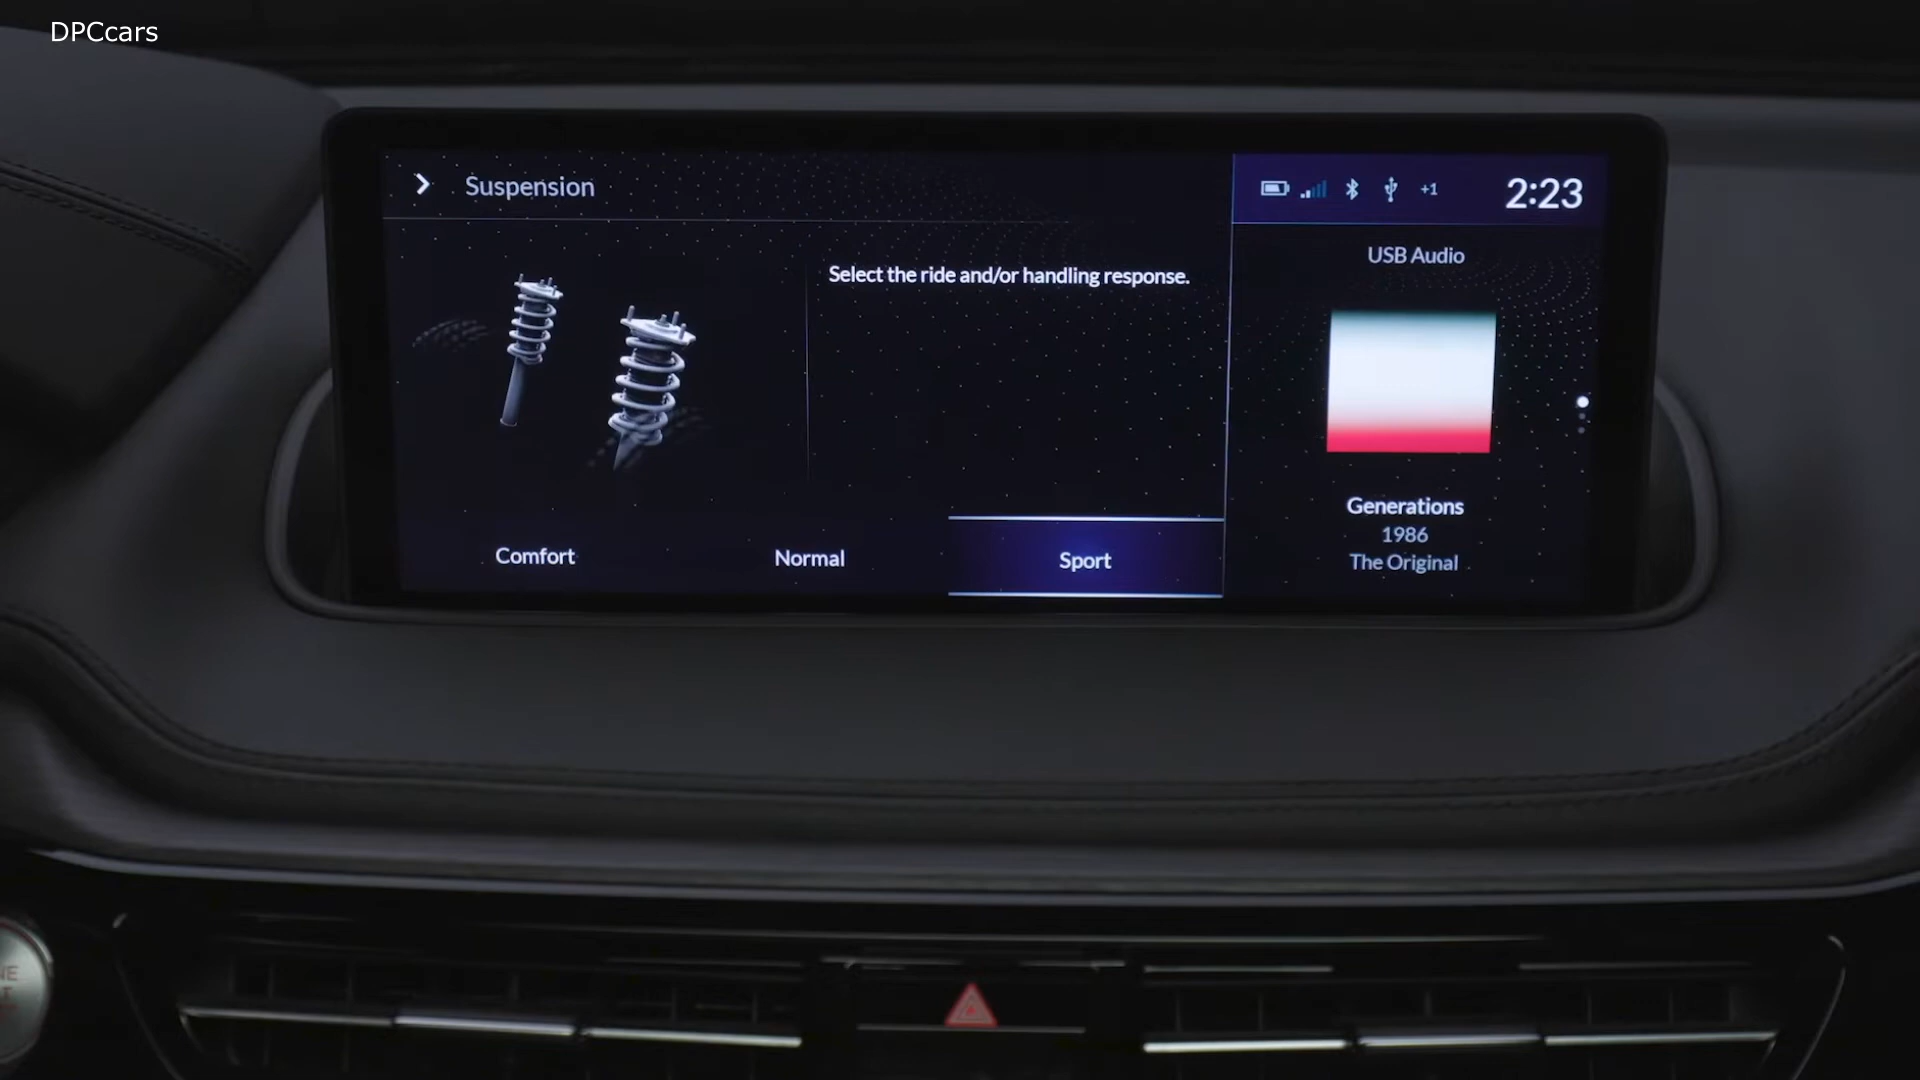 DPCcars
Suspension
+1
2:23
Select the ride and/or handling response.
USB Audio
Generations
1986
The Original
Comfort
Normal
Sport